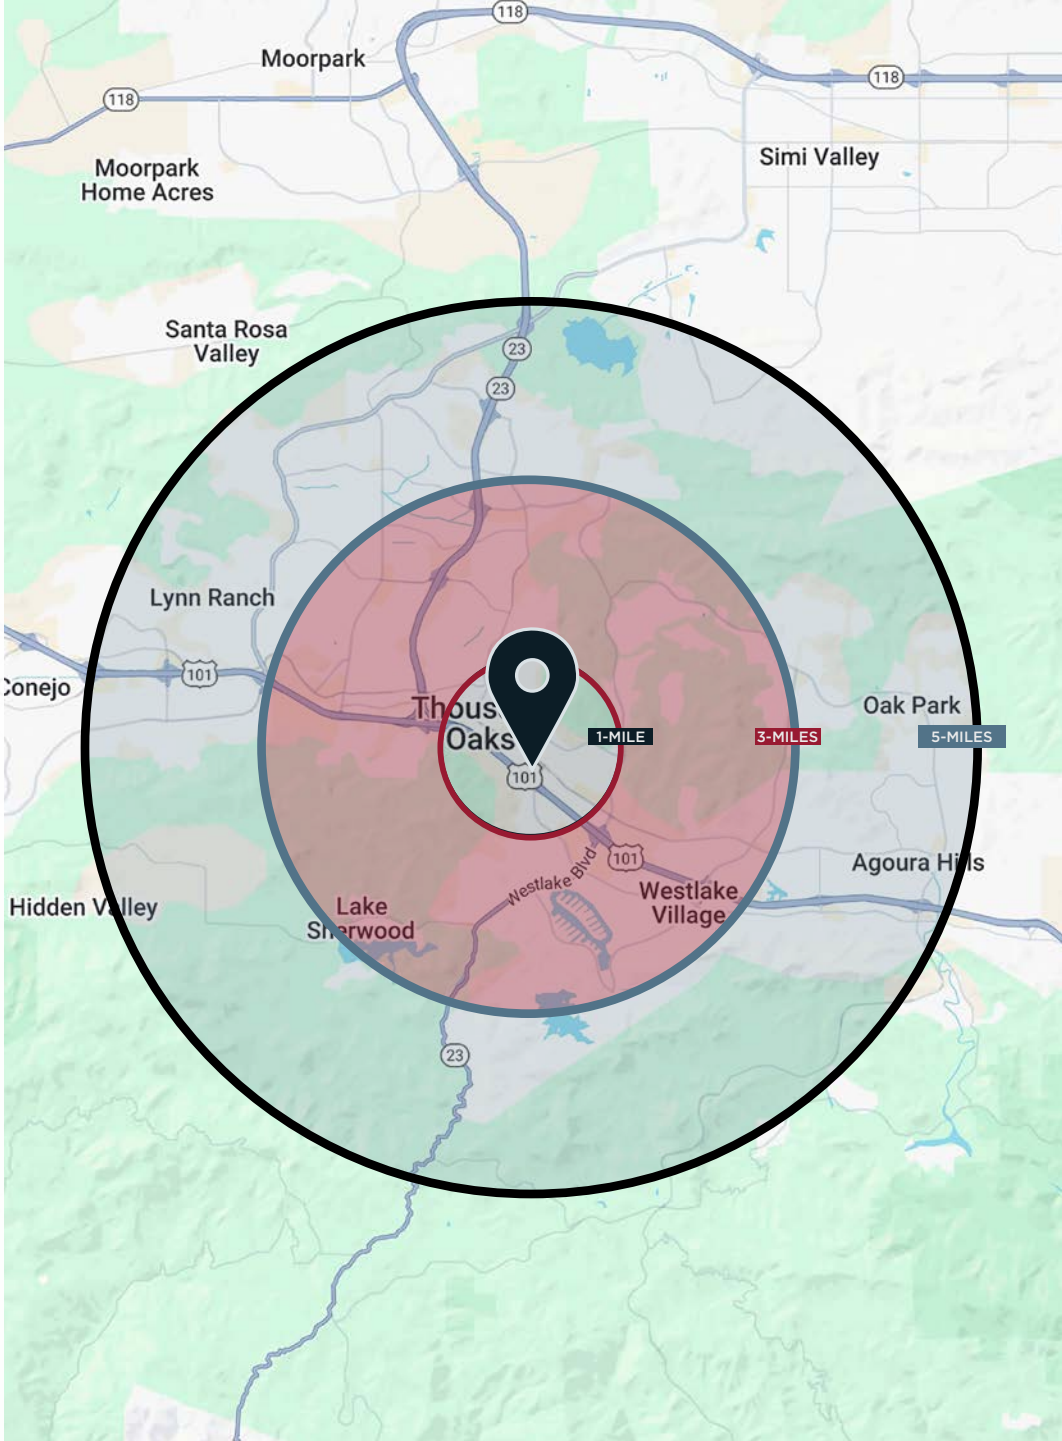 118
Moorpark
118
118
Simi Valley
Moorpark
Home Acres
Santa Rosa
Valley
23
23
Lynn Ranch
101
Conejo
Oak Park
Thous
Oaks
1-MILE
3-MILES
5-MILES
101
101
Agoura Hills
Westlake Blvd
Westlake
Village
Hidden Valley
Lake
Sherwood
23